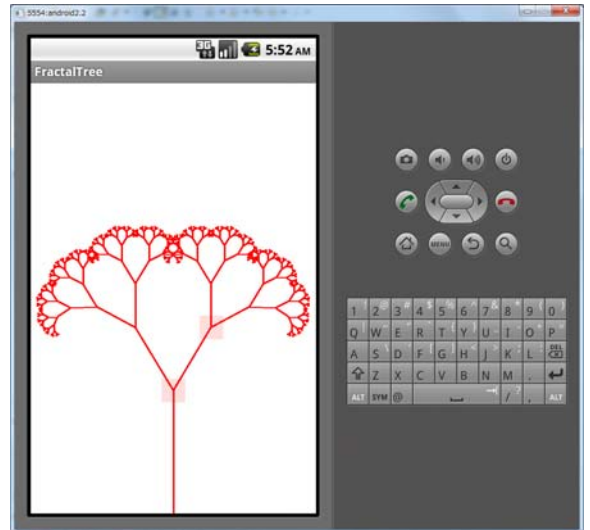 5554:android2.2
3G
5:52 AM
FractalTree
MENU
1 2 @ 3 # 4 $ 5 % 6 ^ 7 & 8 * 9 ( 0 )
Q W E R T Y U I O P
A S D F G H J K L DEL
Z X C V B N M .
ALT SYM @ / ? , ALT